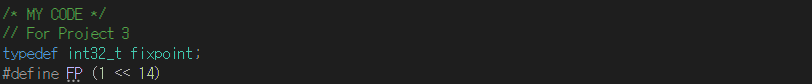 /* MY CODE */
// For Project 3
typedef int32_t fixpoint;
#define FP (1 << 14)